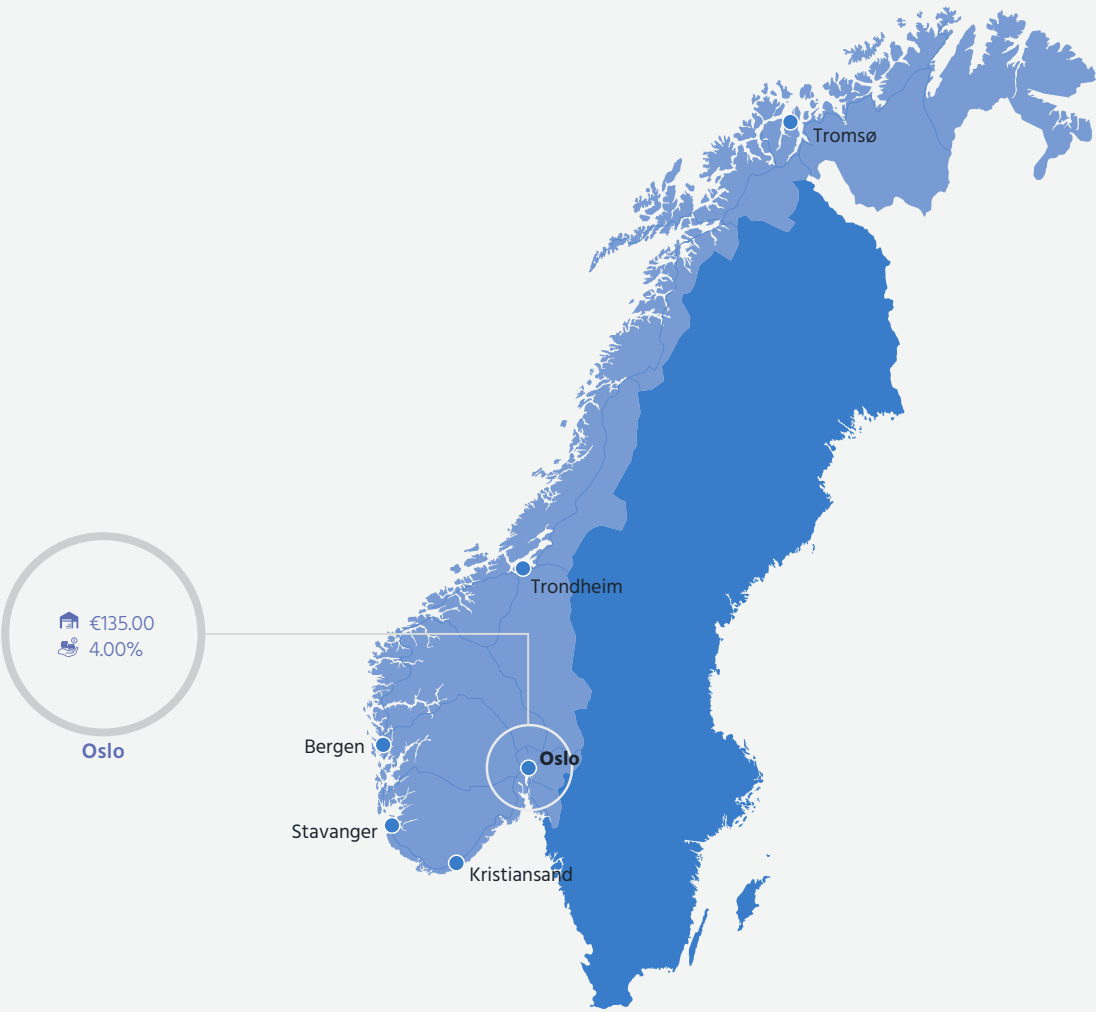 Tromsø
Trondheim
€135.00
4.00%
Oslo
Bergen
Oslo
Stavanger
Kristiansand